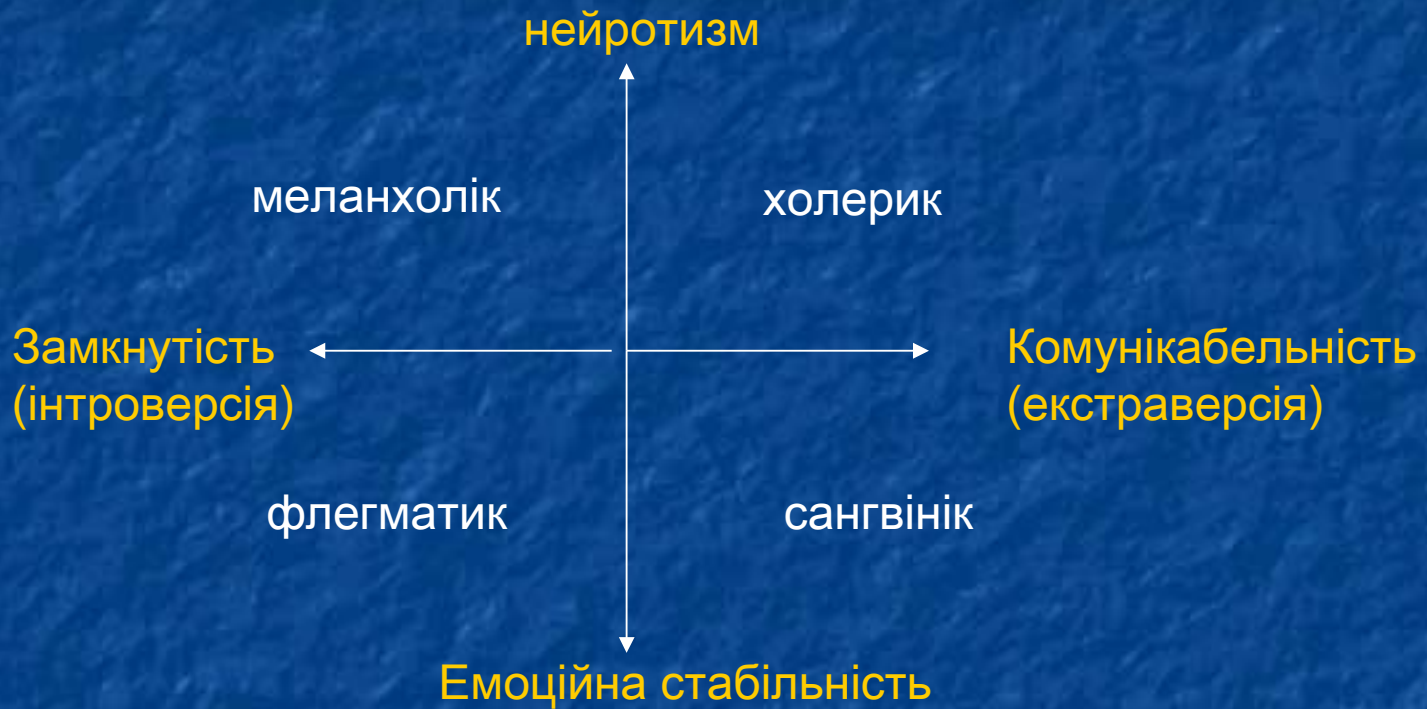 нейротизм
меланхолік
холерик
Замкнутість
(інтроверсія)
Комунікабельність
(екстраверсія)
флегматик
сангвінік
Емоційна стабільність